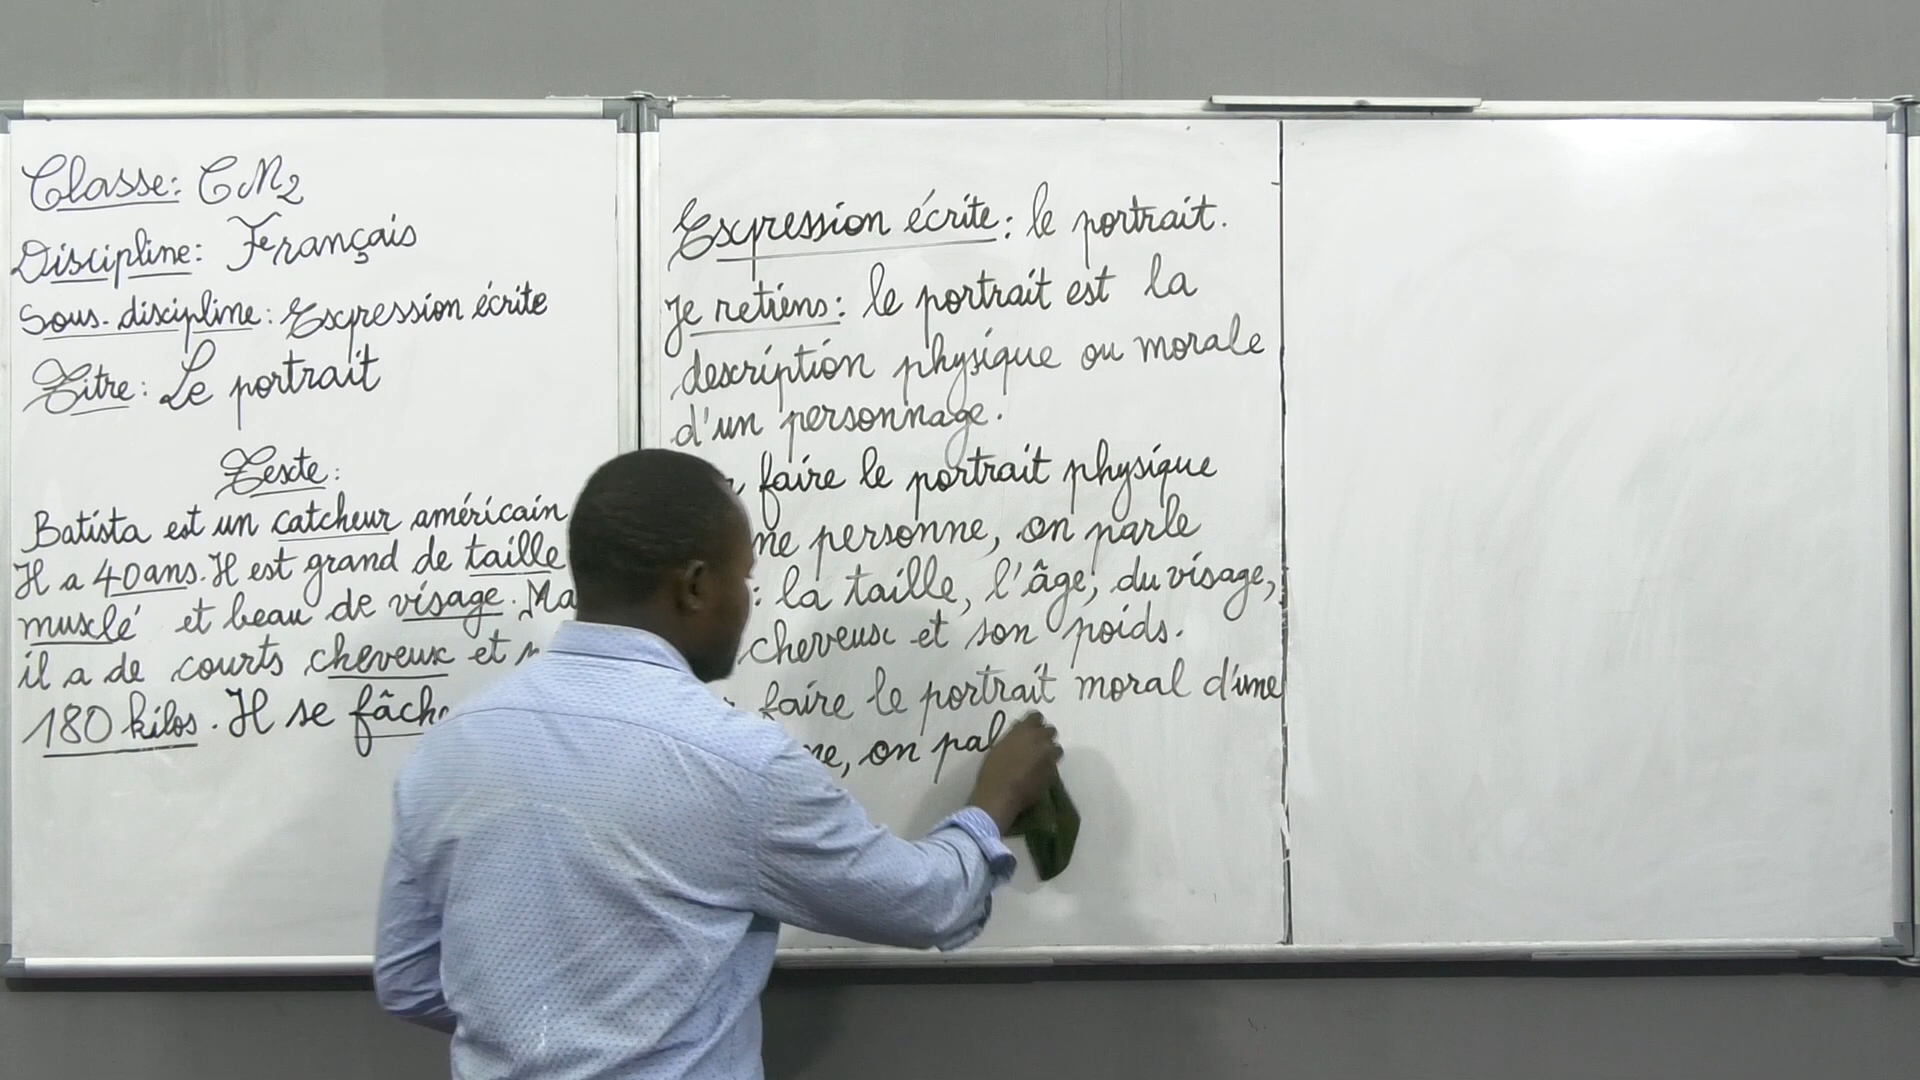 Classe: CM2
Discipline: Français
Sous-discipline: Expression écrite
Titre: Le portrait
Texte:
Batista est un catcheur américain
Il a 40 ans. Il est grand de taille
musclé et beau de visage. Ma
il a de courts cheveux et
180 kilos. Il se fâch
Expression écrite: le portrait.
Je retiens: le portrait est la
description physique ou morale
d'un personnage.
faire le portrait physique
ne personne, on parle
: la taille, l'âge, du visage,
cheveux et son poids.
faire le portrait moral d'une
ne, on pal